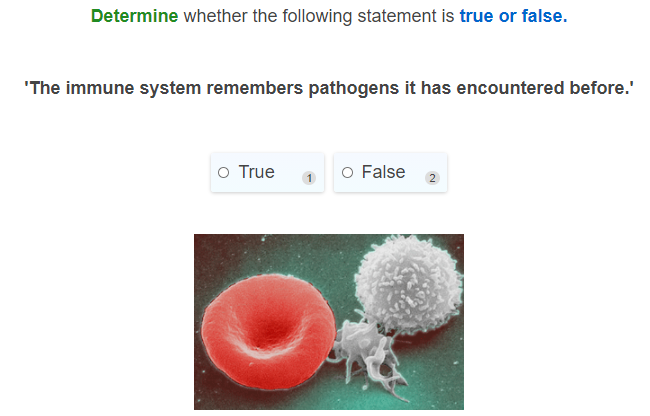 Determine whether the following statement is true or false.
'The immune system remembers pathogens it has encountered before.'
True 1 False 2